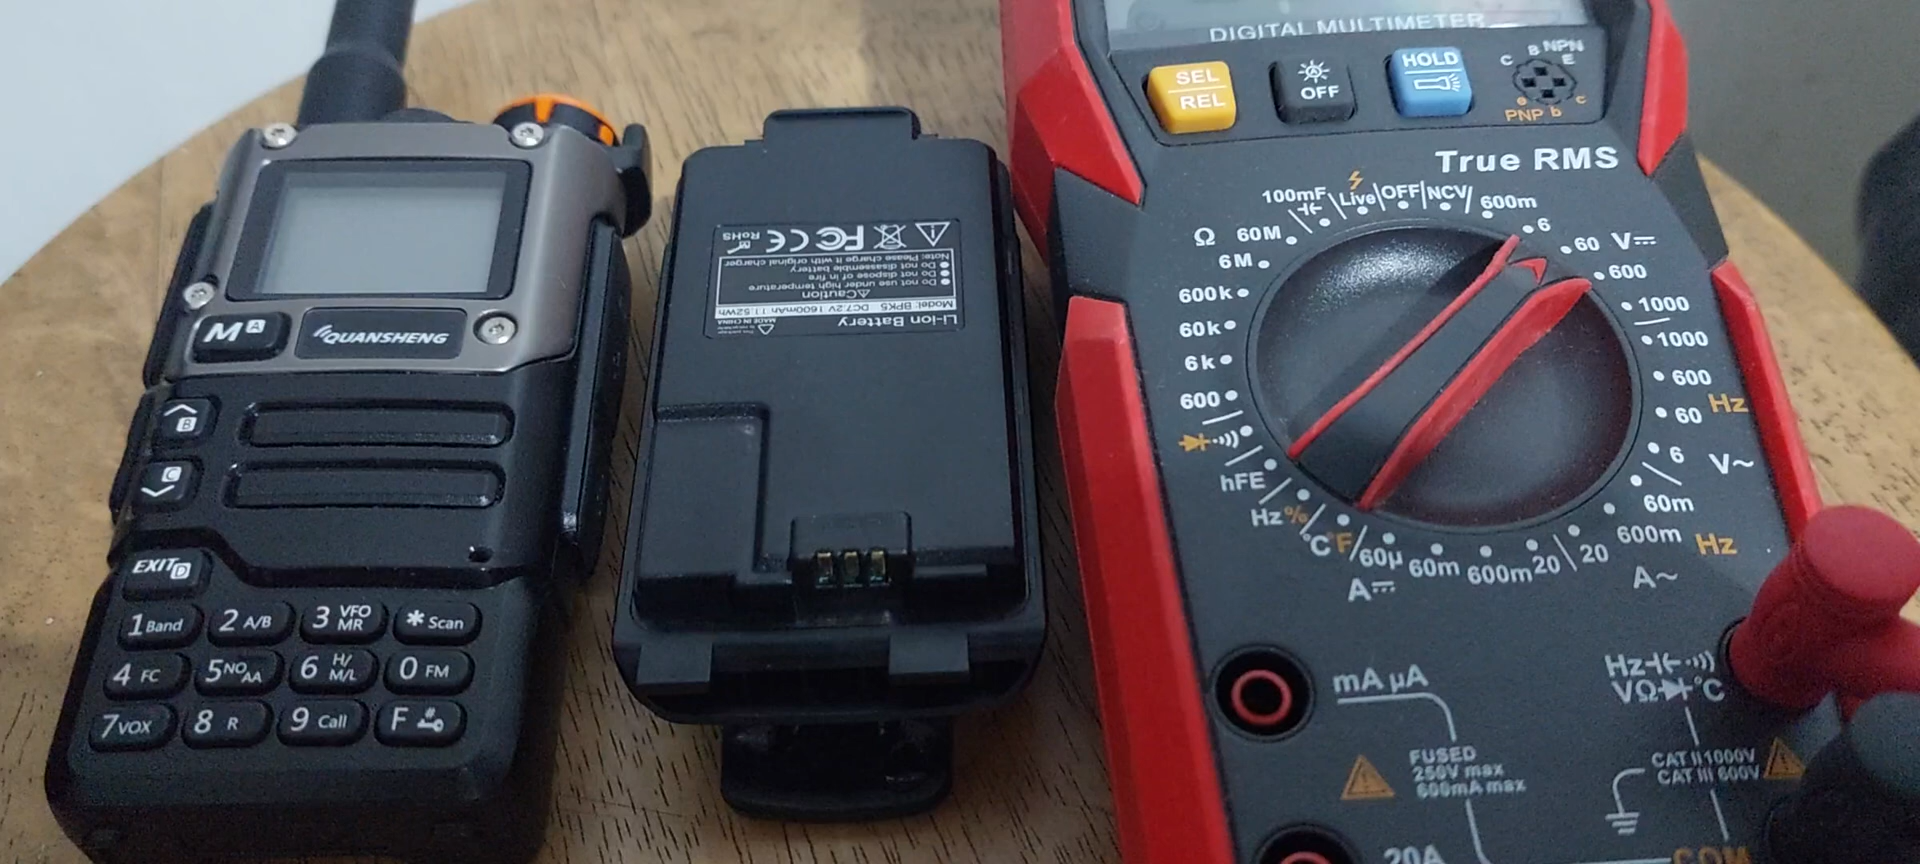 M A
QUANSHENG
B
C
EXIT D
1 Band
2 A/B
3 VFO MR
* Scan
4 FC
5 NOAA
6 H/M/L
0 FM
7 VOX
8 R
9 Call
F #
Li-ion Battery
MADE IN CHINA
Model: BPK5 DC7.2V 1600mAh 11.52Wh
Caution
● Do not use under high temperature
● Do not dispose of in fire
● Do not disassemble battery
Note: Please charge it with original charger
FC CE RoHS
DIGITAL MULTIMETER
SEL
REL
OFF
HOLD
B NPN
C E
e c
PNP b
True RMS
100mF
Live
OFF
NCV
600m
6
60 V
600
1000
1000
600
60
Hz
6
V~
60m
600m
Hz
20
A~
20
600m
60m
60µ
A
°C °F
Hz %
hFE
600
6k
60k
600k
6M
60M
Ω
mA µA
Hz
VΩ °C
FUSED
250V max
600mA max
CAT II 1000V
CAT III 600V
20A
COM